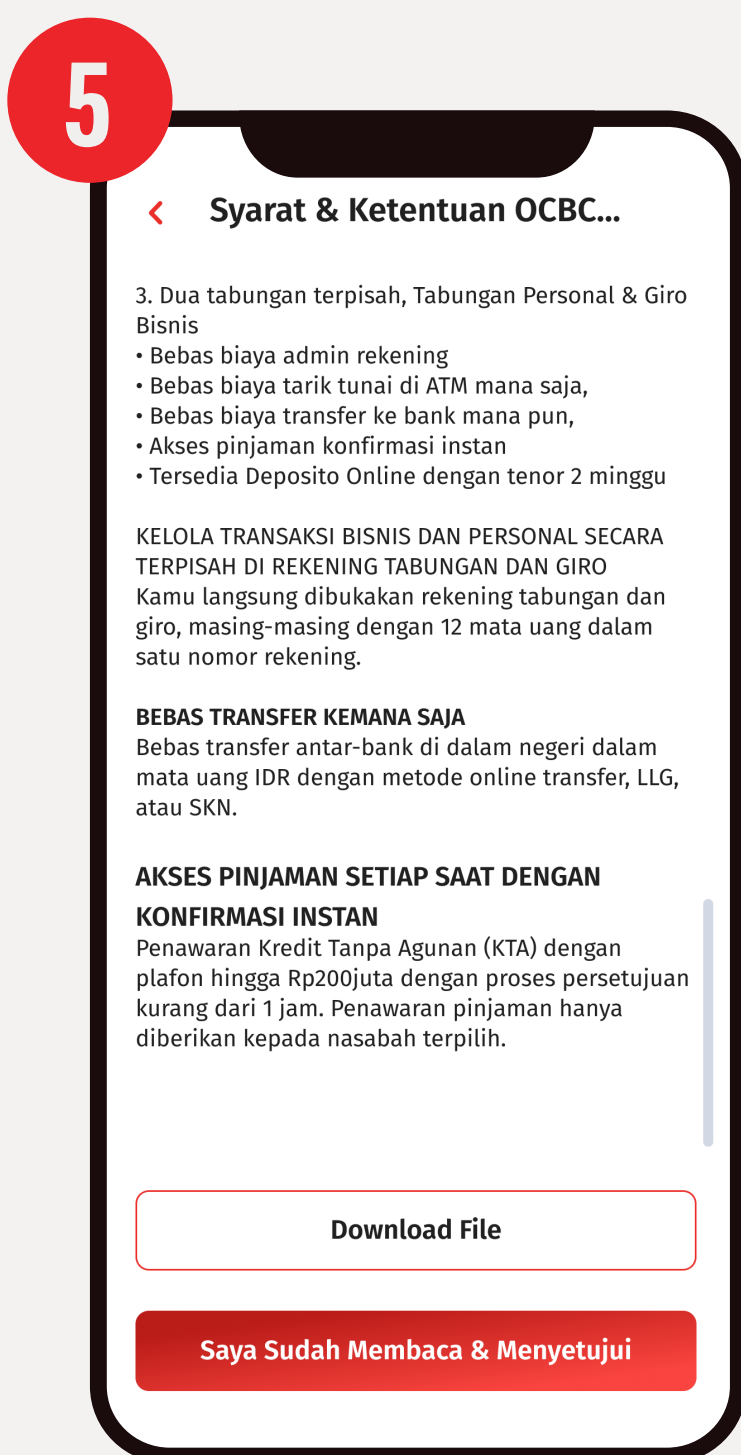 5
Syarat & Ketentuan OCBC...
3. Dua tabungan terpisah, Tabungan Personal & Giro
Bisnis
• Bebas biaya admin rekening
• Bebas biaya tarik tunai di ATM mana saja,
• Bebas biaya transfer ke bank mana pun,
• Akses pinjaman konfirmasi instan
• Tersedia Deposito Online dengan tenor 2 minggu
KELOLA TRANSAKSI BISNIS DAN PERSONAL SECARA
TERPISAH DI REKENING TABUNGAN DAN GIRO
Kamu langsung dibukakan rekening tabungan dan
giro, masing-masing dengan 12 mata uang dalam
satu nomor rekening.
BEBAS TRANSFER KEMANA SAJA
Bebas transfer antar-bank di dalam negeri dalam
mata uang IDR dengan metode online transfer, LLG,
atau SKN.
AKSES PINJAMAN SETIAP SAAT DENGAN
KONFIRMASI INSTAN
Penawaran Kredit Tanpa Agunan (KTA) dengan
plafon hingga Rp200juta dengan proses persetujuan
kurang dari 1 jam. Penawaran pinjaman hanya
diberikan kepada nasabah terpilih.
Download File
Saya Sudah Membaca & Menyetujui